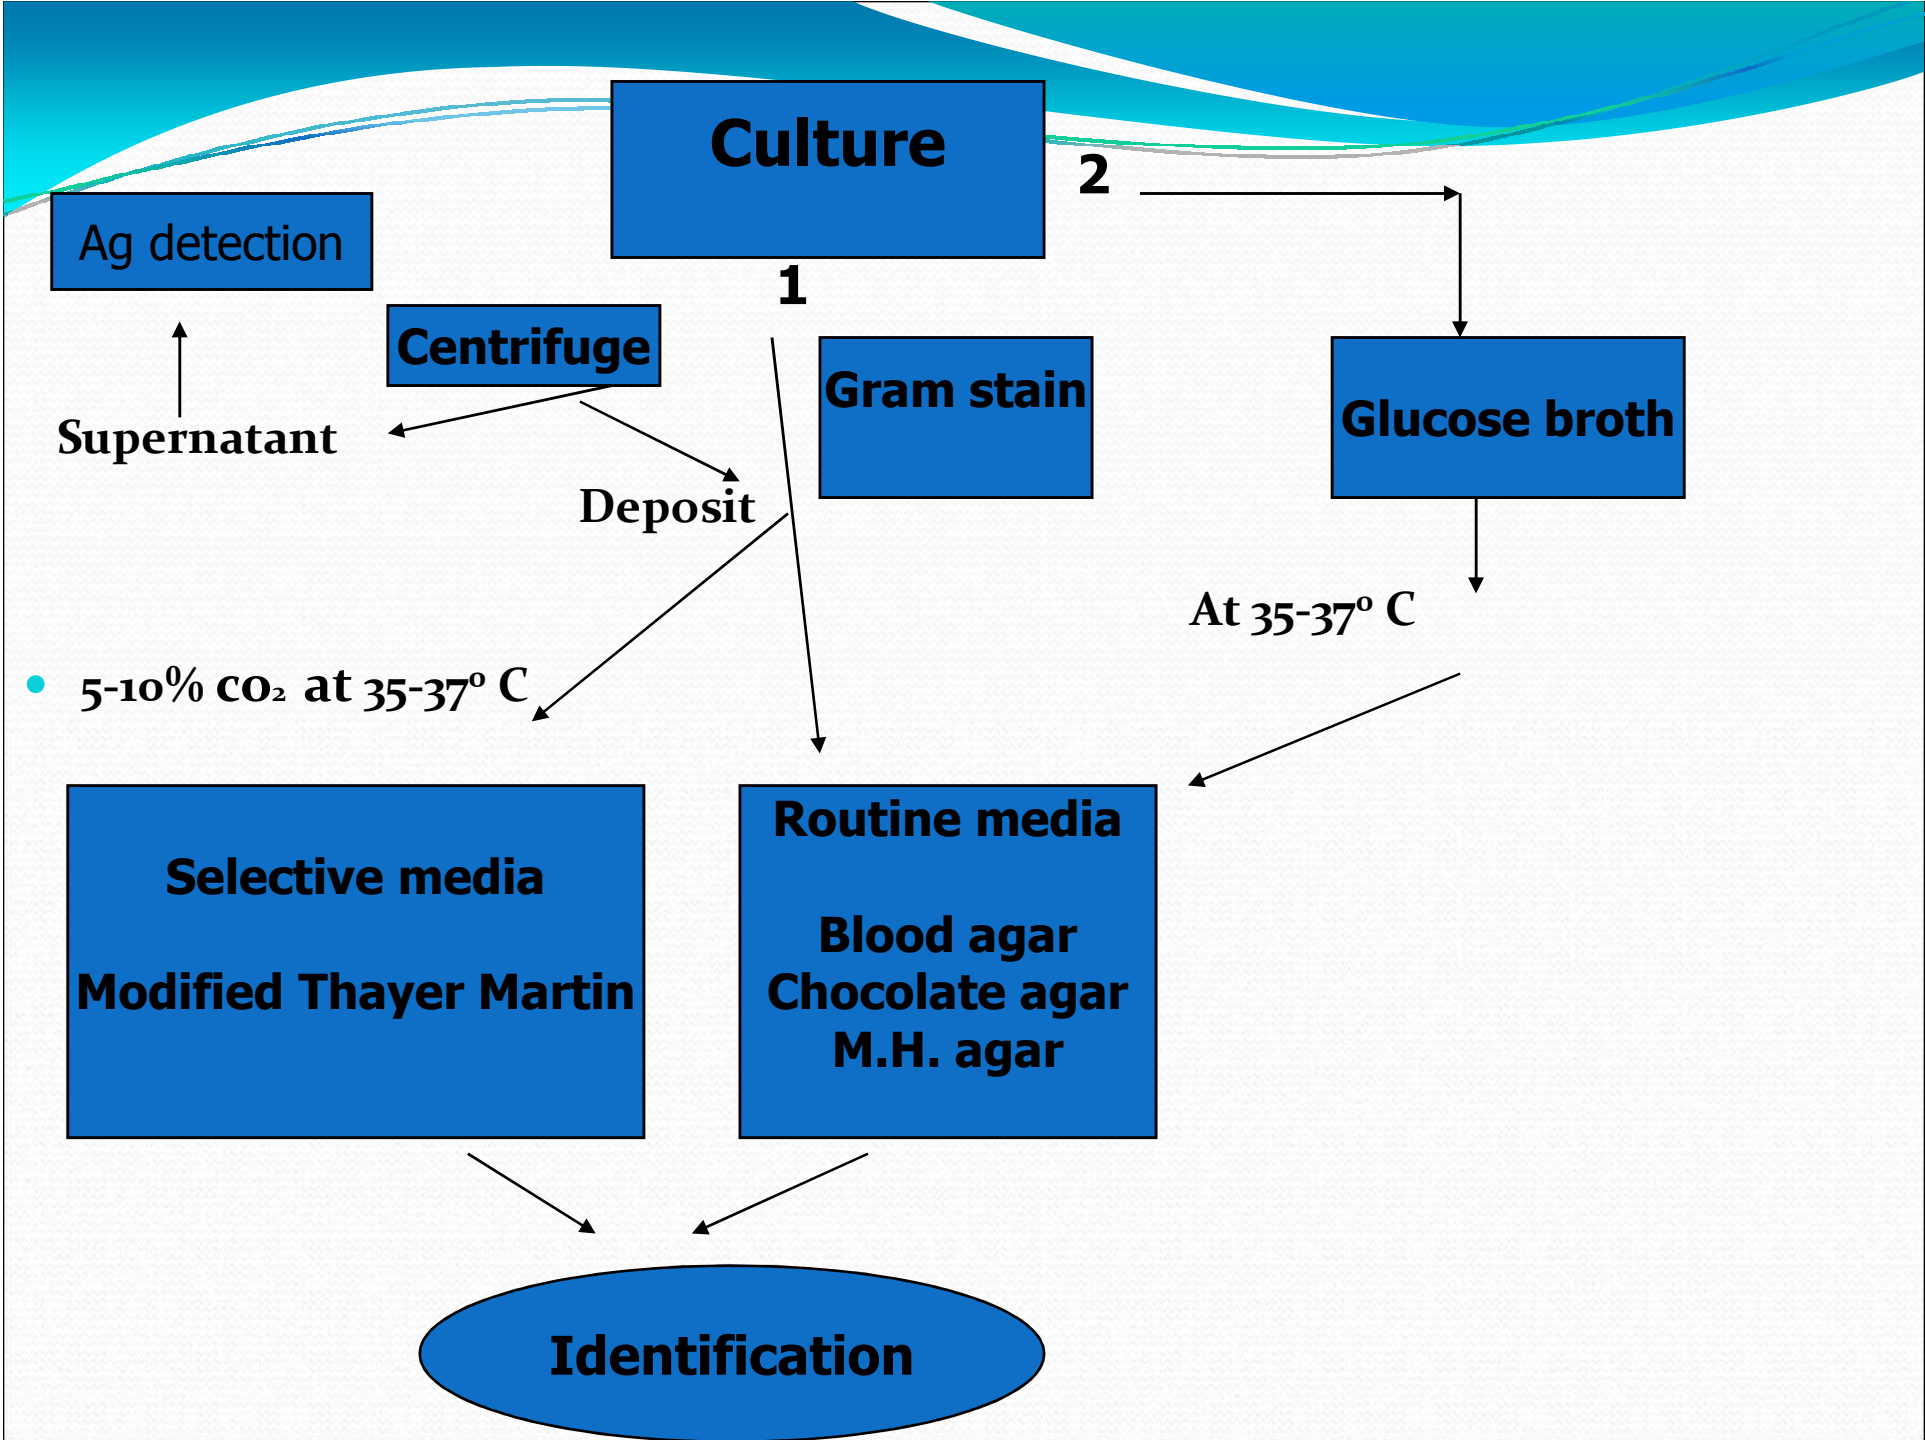 Culture
2
Ag detection
1
Centrifuge
Gram stain
Glucose broth
Supernatant
Deposit
At 35-37º C
• 5-10% co₂ at 35-37º C
Selective media
Modified Thayer Martin
Routine media
Blood agar
Chocolate agar
M.H. agar
Identification